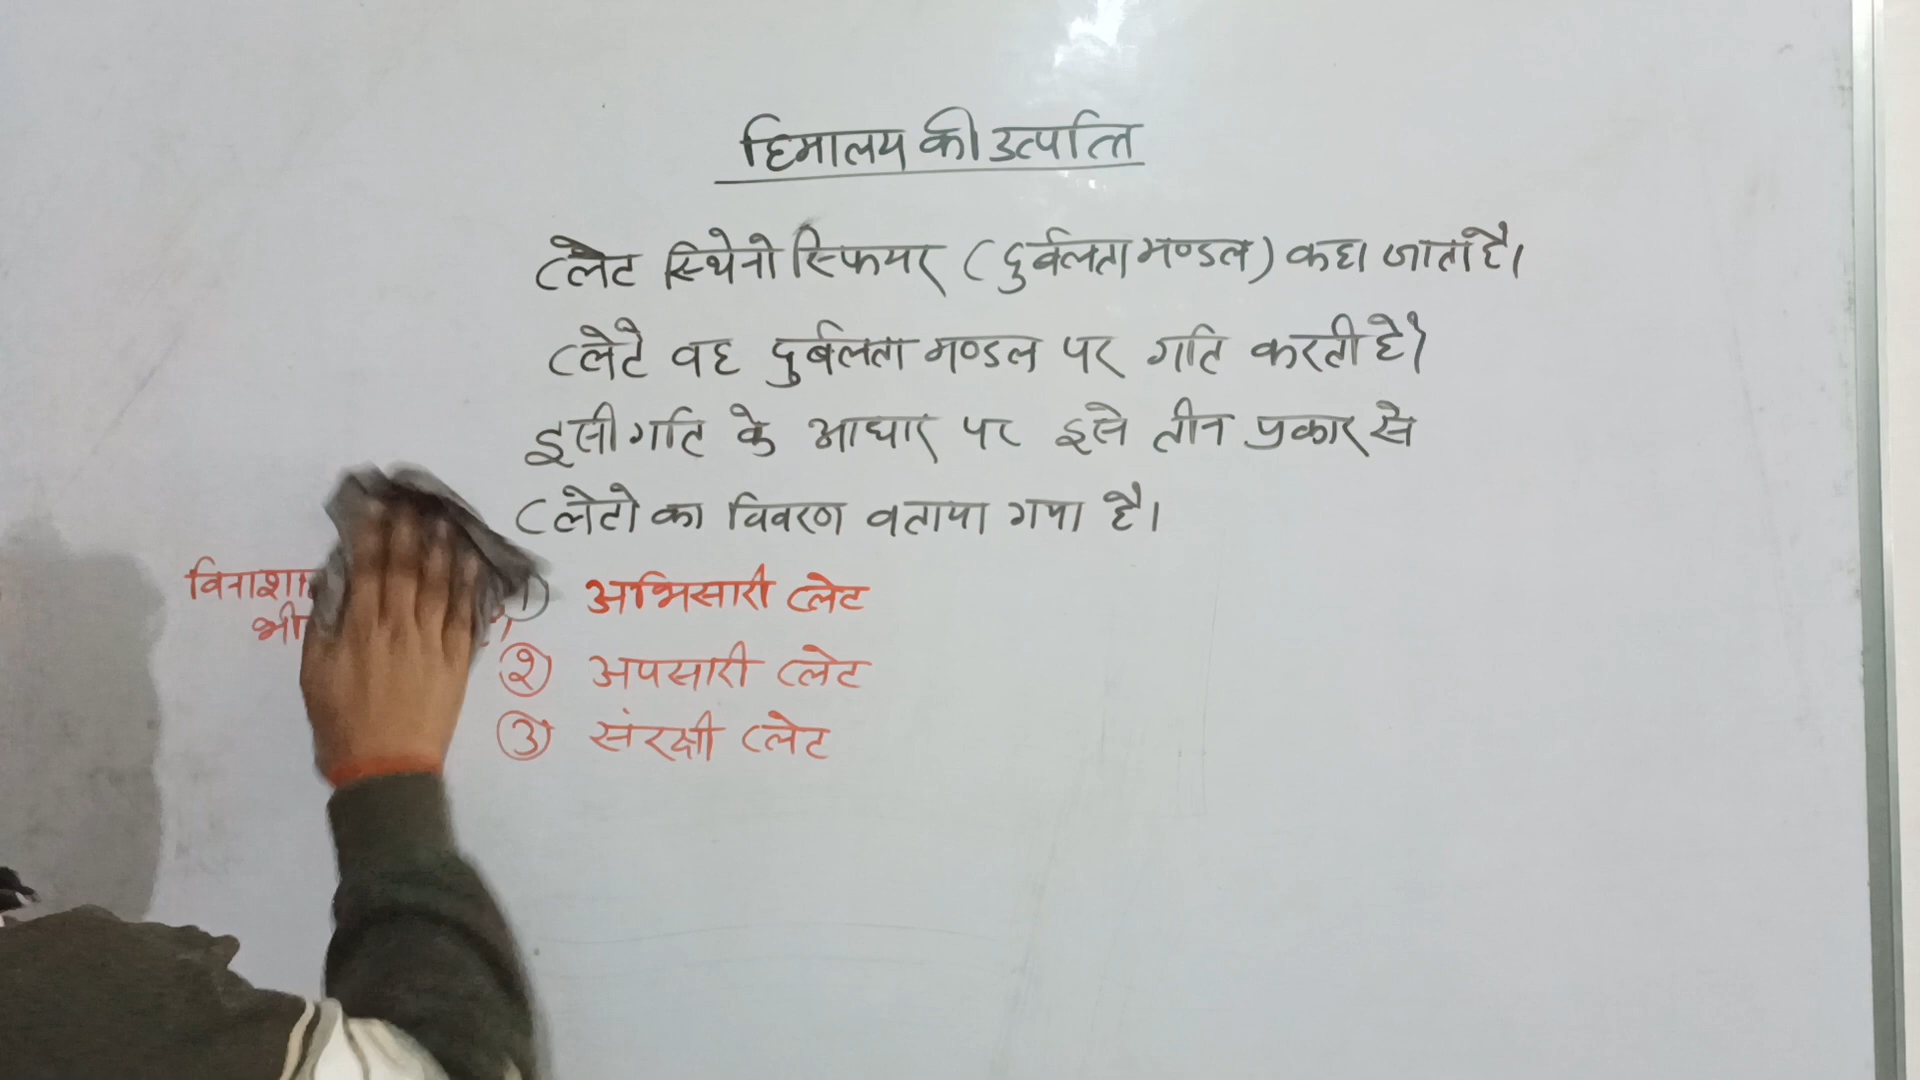 हिमालय की उत्पत्ति
प्लेट स्थिेनो स्फियर (दुर्बलता मण्डल) कहा जाता है।
प्लेटे वह दुर्बलता मण्डल पर गति करती है।
इसी गति के आधार पर इसे तीन प्रकार से
प्लेटो का विवरण बताया गया है।
① अभिसारी प्लेट
② अपसारी प्लेट
③ संरक्षी प्लेट